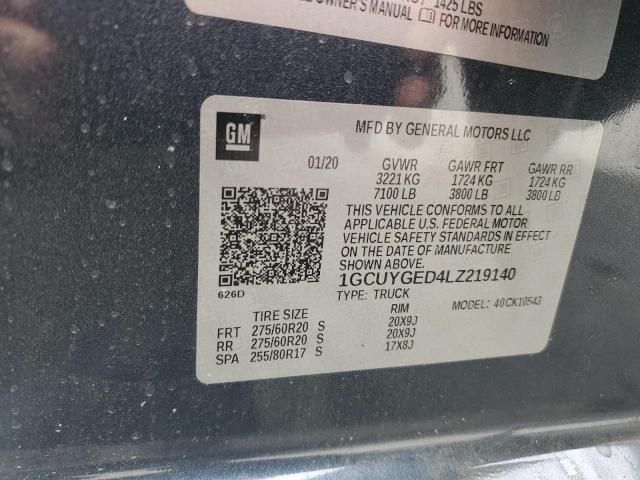 1425 LBS
OWNER'S MANUAL FOR MORE INFORMATION
GM
MFD BY GENERAL MOTORS LLC
01/20 GVWR GAWR FRT GAWR RR
3221 KG 1724 KG 1724 KG
7100 LB 3800 LB 3800 LB
THIS VEHICLE CONFORMS TO ALL
APPLICABLE U.S. FEDERAL MOTOR
VEHICLE SAFETY STANDARDS IN EFFECT
ON THE DATE OF MANUFACTURE
SHOWN ABOVE.
626D
1GCUYGED4LZ219140
TYPE: TRUCK MODEL: 40CK10543
TIRE SIZE RIM
FRT 275/60R20 S 20X9J
RR 275/60R20 S 20X9J
SPA 255/80R17 S 17X8J